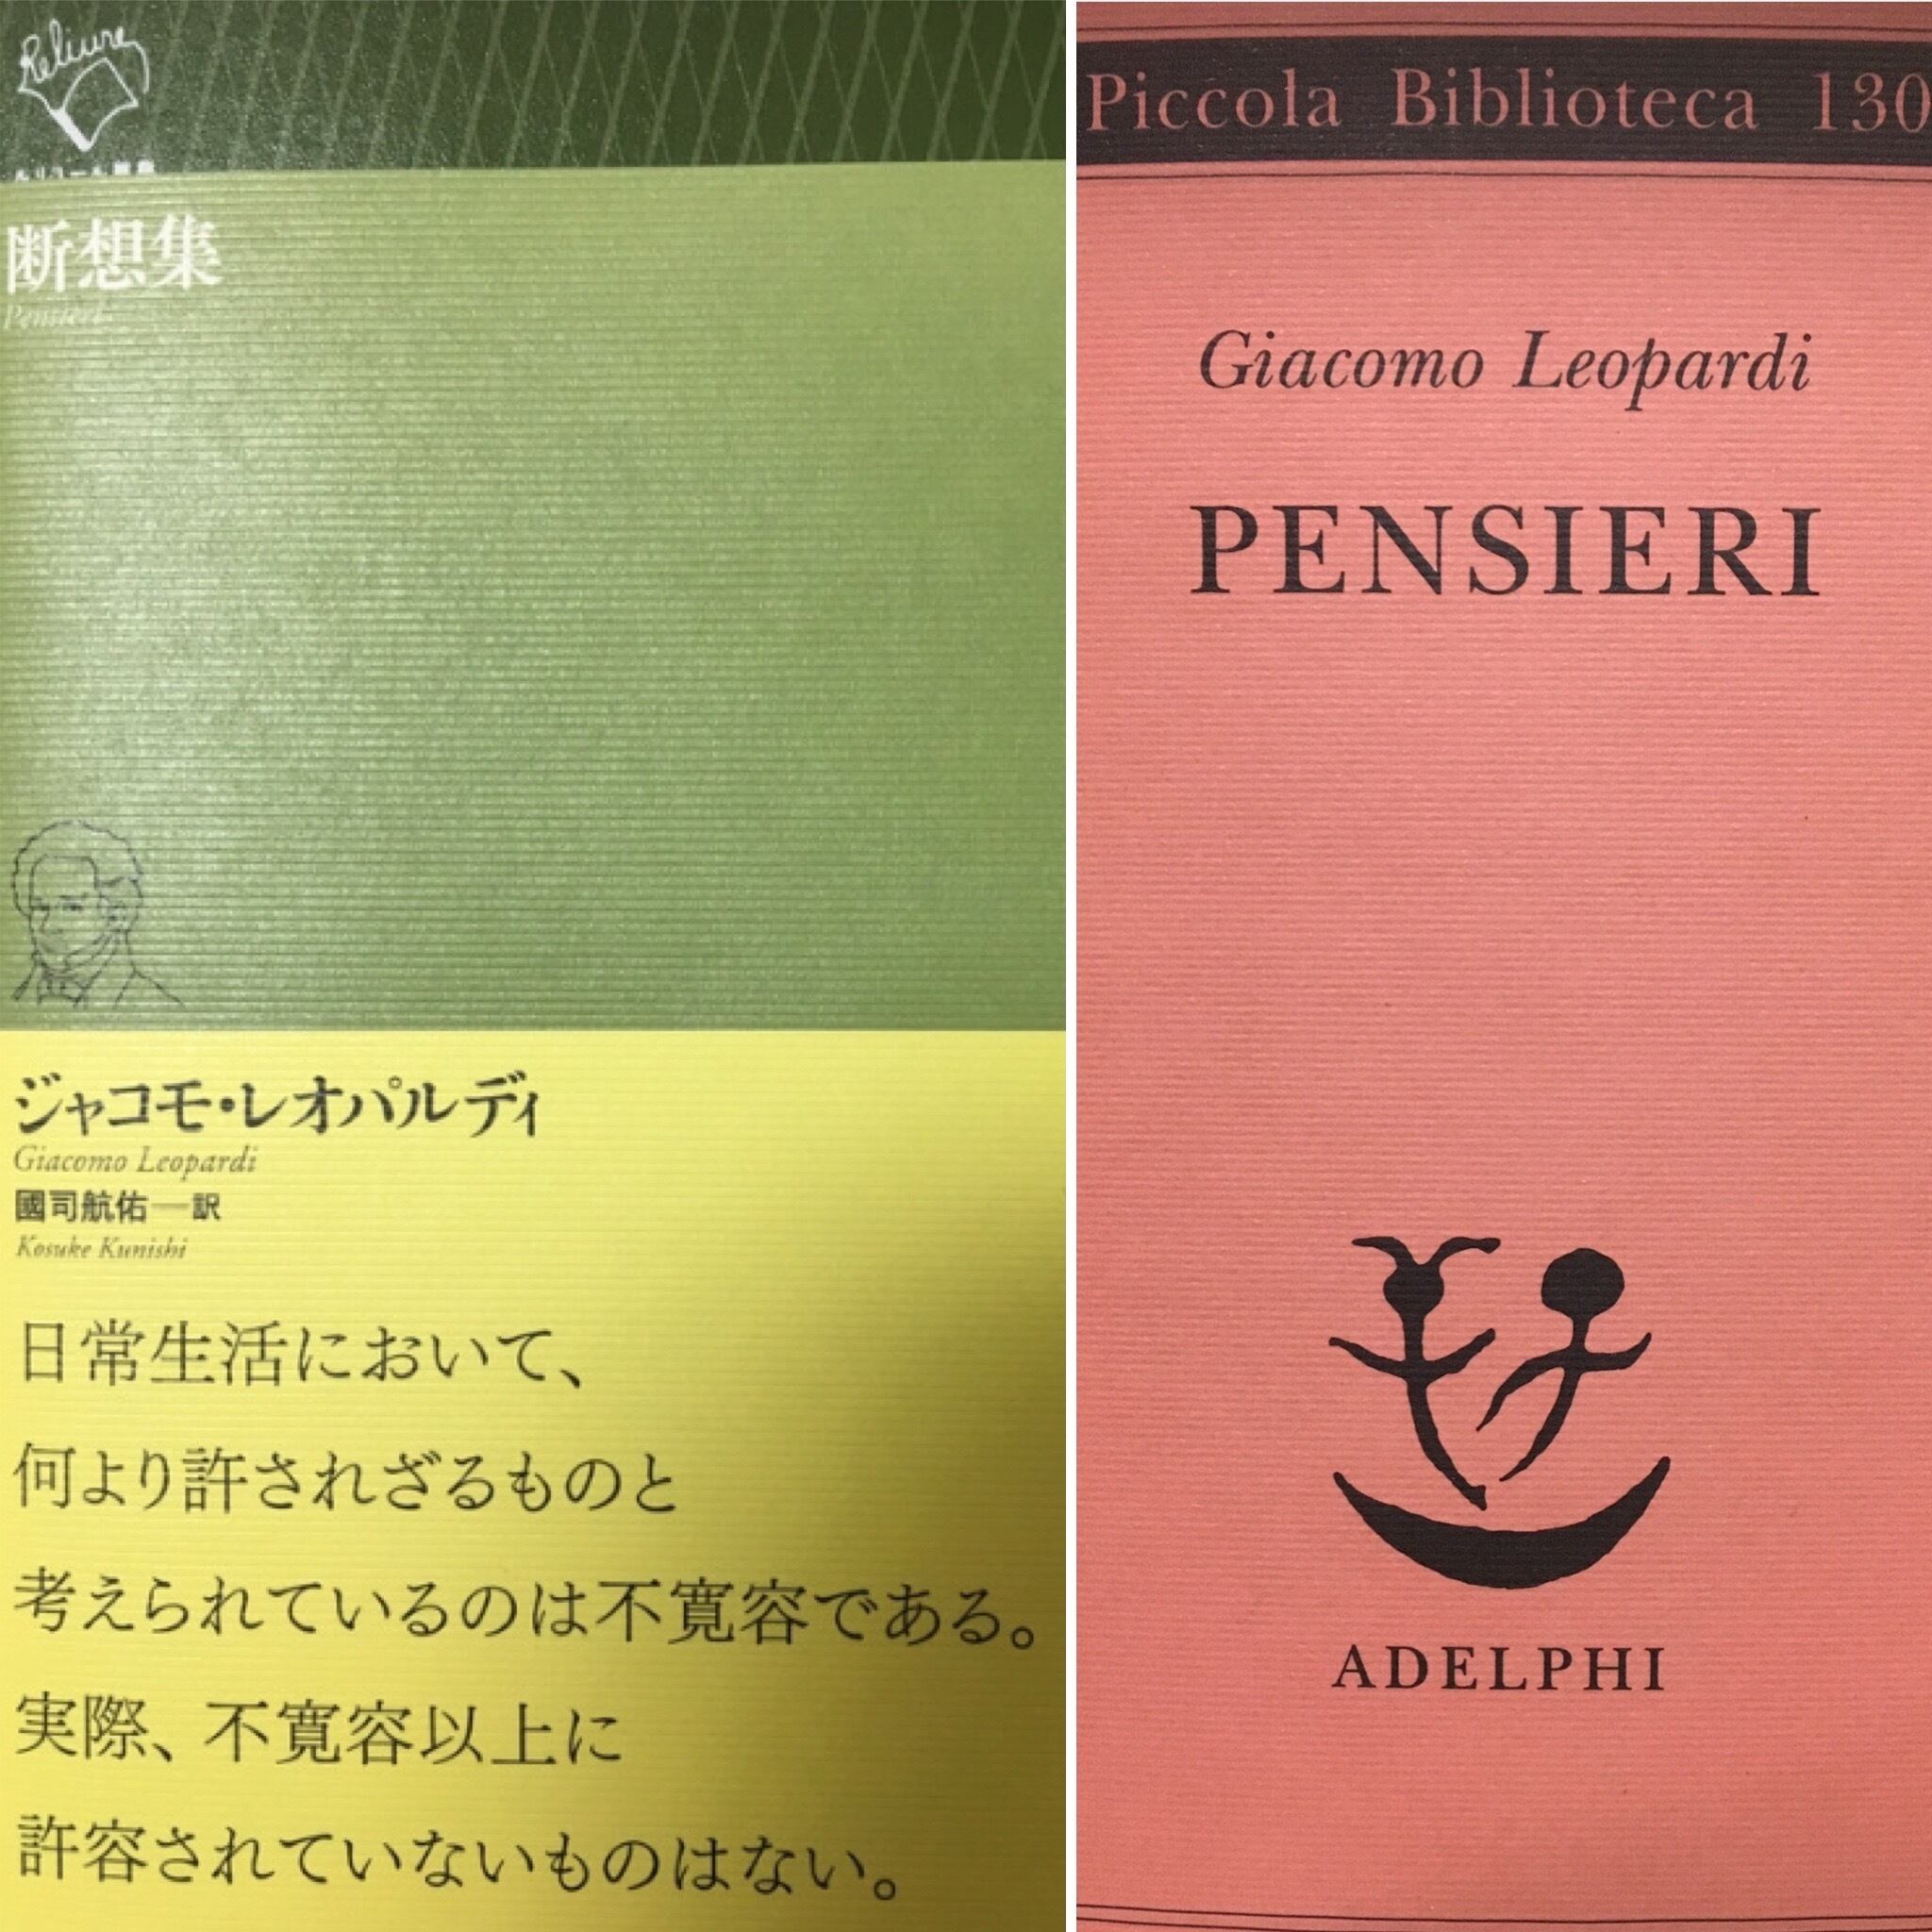 Reliure
断想集
Pensieri
ジャコモ・レオパルディ
Giacomo Leopardi
國司航佑──訳
Kosuke Kunishi
日常生活において、
何より許されざるものと
考えられているのは不寛容である。
実際、不寛容以上に
許容されていないものはない。
Piccola Biblioteca 130
Giacomo Leopardi
PENSIERI
ADELPHI